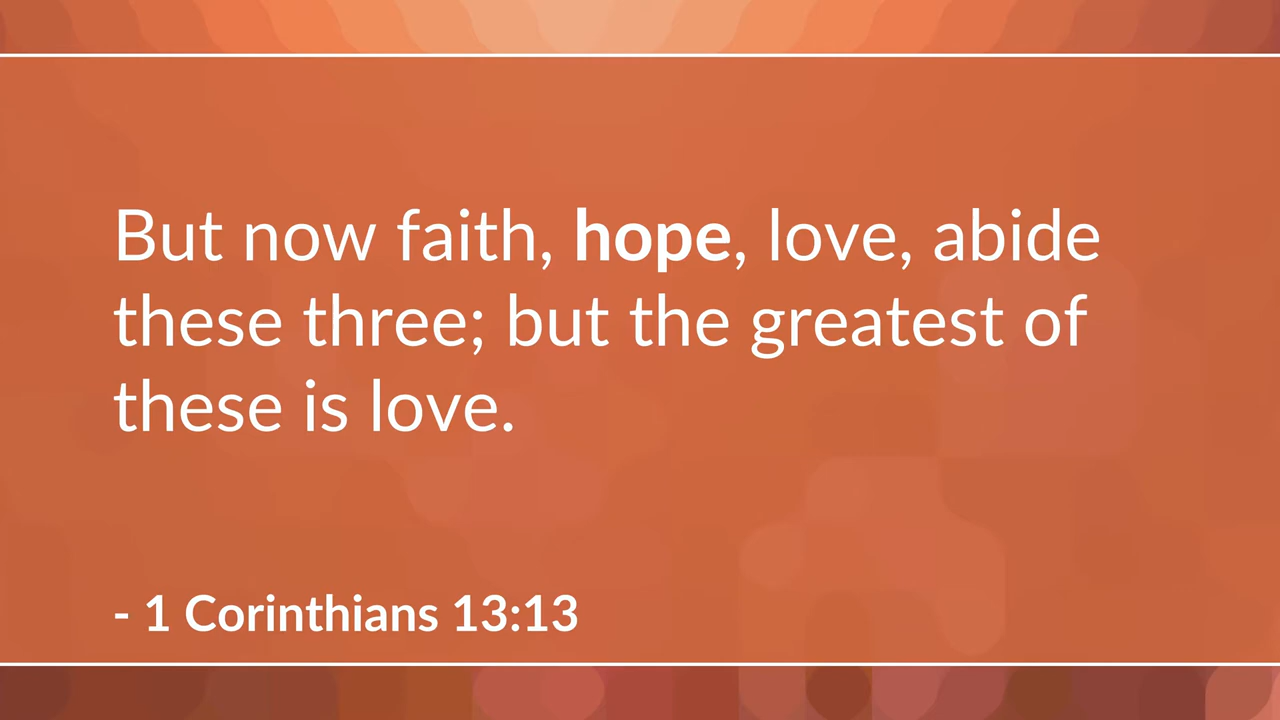 But now faith, hope, love, abide
these three; but the greatest of
these is love.
- 1 Corinthians 13:13